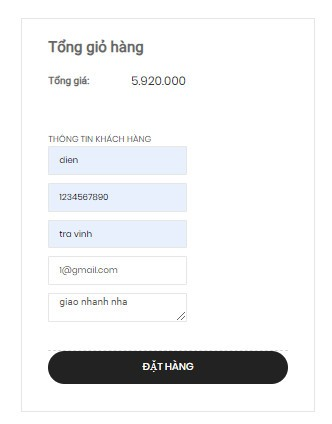 Tổng giỏ hàng
Tổng giá: 5.920.000
THÔNG TIN KHÁCH HÀNG
dien
1234567890
tra vinh
1@gmail.com
giao nhanh nha
ĐẶT HÀNG